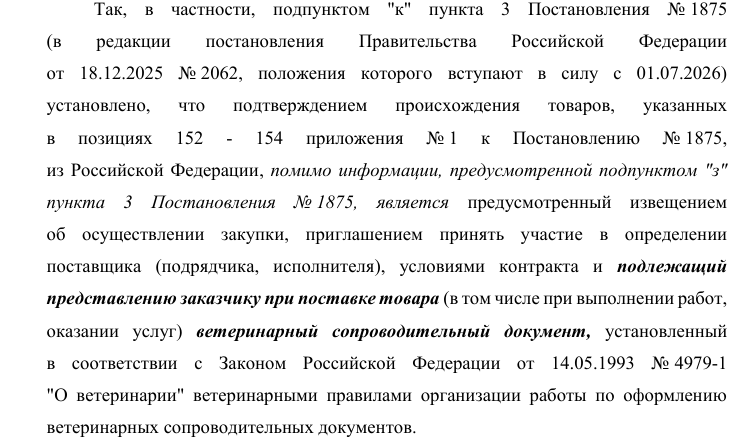 Так, в частности, подпунктом "к" пункта 3 Постановления № 1875
(в редакции постановления Правительства Российской Федерации
от 18.12.2025 № 2062, положения которого вступают в силу с 01.07.2026)
установлено, что подтверждением происхождения товаров, указанных
в позициях 152 - 154 приложения № 1 к Постановлению № 1875,
из Российской Федерации, помимо информации, предусмотренной подпунктом "з"
пункта 3 Постановления № 1875, является предусмотренный извещением
об осуществлении закупки, приглашением принять участие в определении
поставщика (подрядчика, исполнителя), условиями контракта и подлежащий
представлению заказчику при поставке товара (в том числе при выполнении работ,
оказании услуг) ветеринарный сопроводительный документ, установленный
в соответствии с Законом Российской Федерации от 14.05.1993 № 4979-1
"О ветеринарии" ветеринарными правилами организации работы по оформлению
ветеринарных сопроводительных документов.